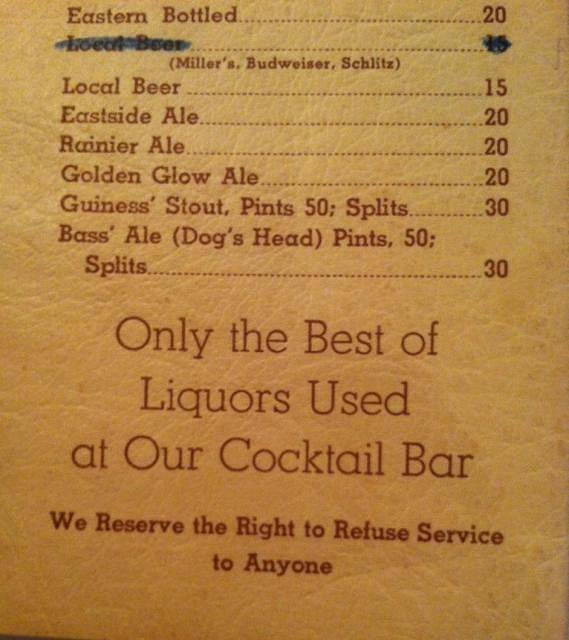 Eastern Bottled........................20
Local Beer........................15
(Miller's, Budweiser, Schlitz)
Local Beer........................15
Eastside Ale........................20
Rainier Ale........................20
Golden Glow Ale........................20
Guiness' Stout, Pints 50; Splits............30
Bass' Ale (Dog's Head) Pints, 50;
Splits........................30
Only the Best of
Liquors Used
at Our Cocktail Bar
We Reserve the Right to Refuse Service
to Anyone